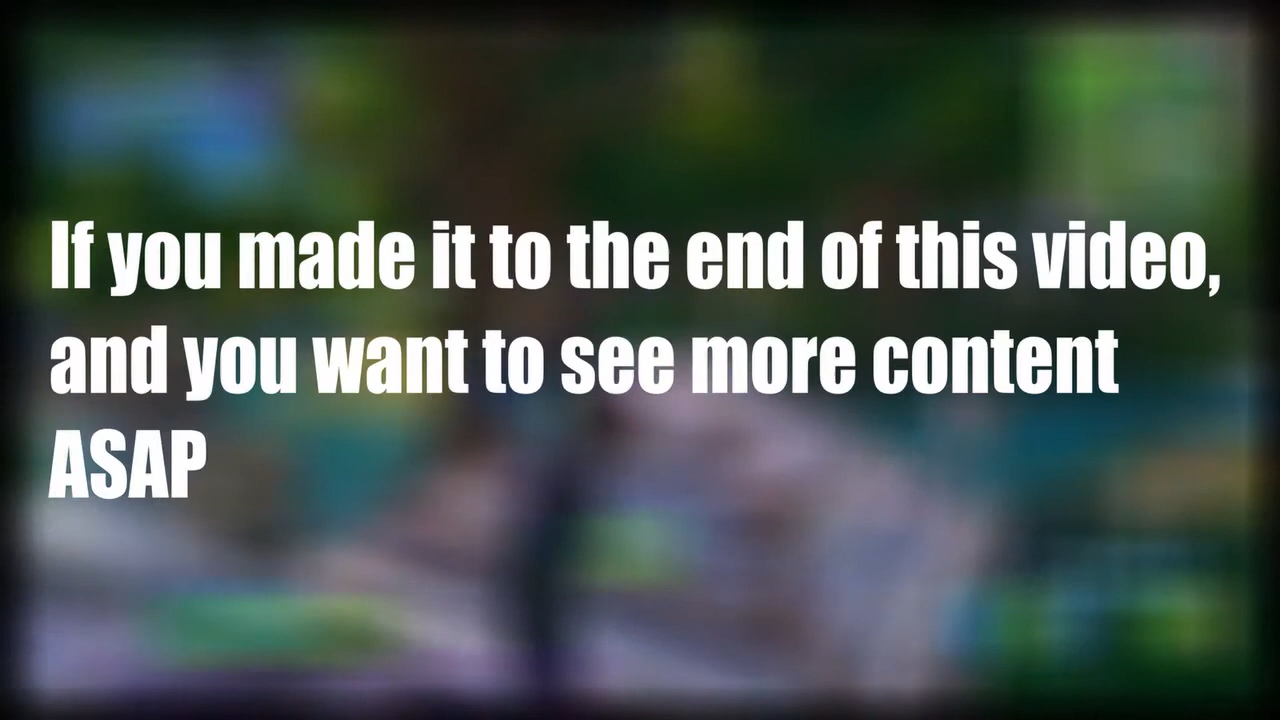 If you made it to the end of this video,
and you want to see more content
ASAP